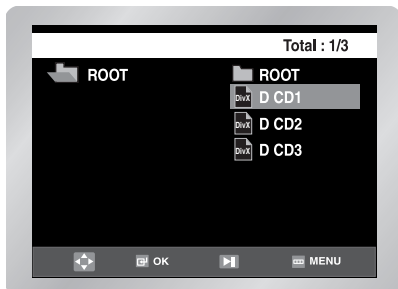 Total : 1/3
ROOT ROOT
DivX D CD1
DivX D CD2
DivX D CD3
OK MENU